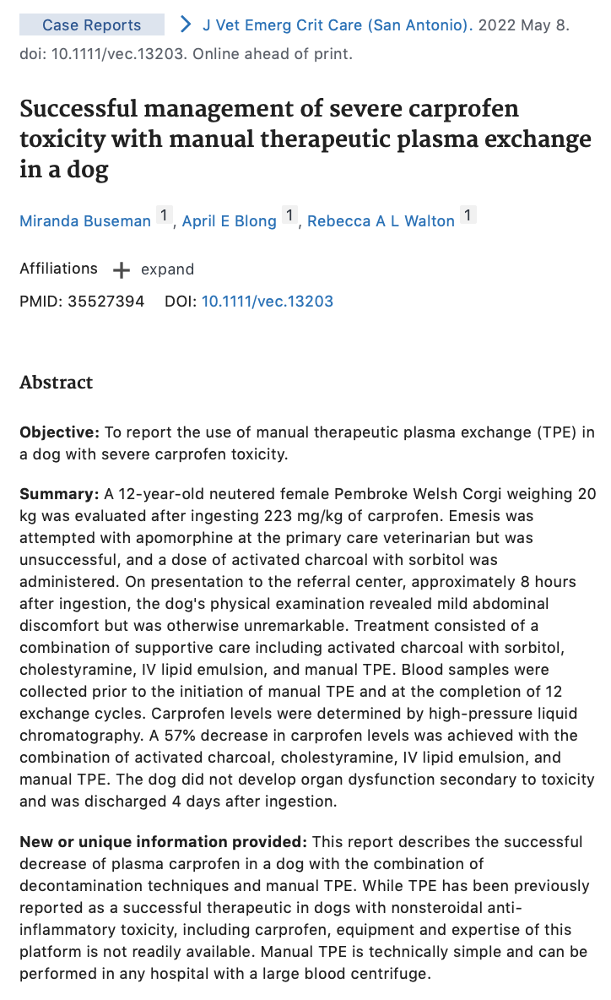 Case Reports > J Vet Emerg Crit Care (San Antonio). 2022 May 8.
doi: 10.1111/vec.13203. Online ahead of print.
Successful management of severe carprofen
toxicity with manual therapeutic plasma exchange
in a dog
Miranda Buseman 1, April E Blong 1, Rebecca A L Walton 1
Affiliations + expand
PMID: 35527394 DOI: 10.1111/vec.13203
Abstract
Objective: To report the use of manual therapeutic plasma exchange (TPE) in
a dog with severe carprofen toxicity.
Summary: A 12-year-old neutered female Pembroke Welsh Corgi weighing 20
kg was evaluated after ingesting 223 mg/kg of carprofen. Emesis was
attempted with apomorphine at the primary care veterinarian but was
unsuccessful, and a dose of activated charcoal with sorbitol was
administered. On presentation to the referral center, approximately 8 hours
after ingestion, the dog's physical examination revealed mild abdominal
discomfort but was otherwise unremarkable. Treatment consisted of a
combination of supportive care including activated charcoal with sorbitol,
cholestyramine, IV lipid emulsion, and manual TPE. Blood samples were
collected prior to the initiation of manual TPE and at the completion of 12
exchange cycles. Carprofen levels were determined by high-pressure liquid
chromatography. A 57% decrease in carprofen levels was achieved with the
combination of activated charcoal, cholestyramine, IV lipid emulsion, and
manual TPE. The dog did not develop organ dysfunction secondary to toxicity
and was discharged 4 days after ingestion.
New or unique information provided: This report describes the successful
decrease of plasma carprofen in a dog with the combination of
decontamination techniques and manual TPE. While TPE has been previously
reported as a successful therapeutic in dogs with nonsteroidal anti-
inflammatory toxicity, including carprofen, equipment and expertise of this
platform is not readily available. Manual TPE is technically simple and can be
performed in any hospital with a large blood centrifuge.